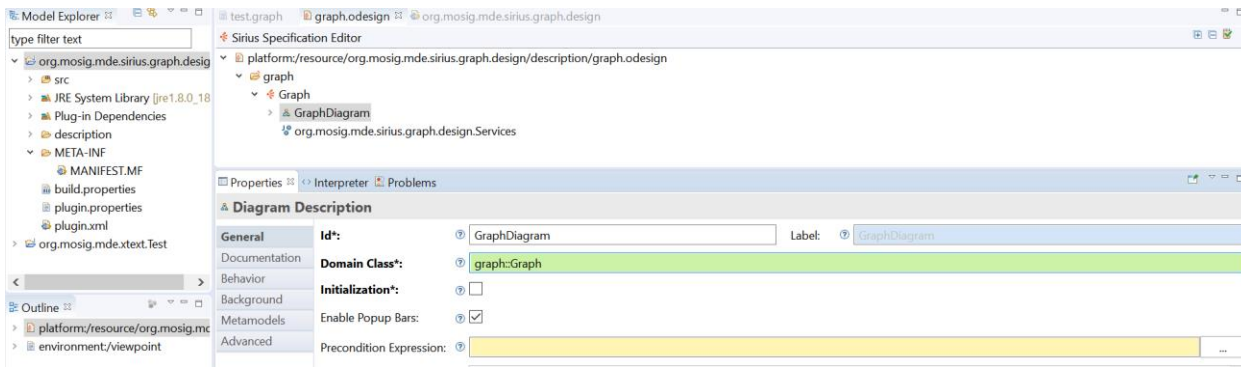 Model Explorer
type filter text
org.mosig.mde.sirius.graph.desig
src
JRE System Library [jre1.8.0_18
Plug-in Dependencies
description
META-INF
MANIFEST.MF
build.properties
plugin.properties
plugin.xml
org.mosig.mde.xtext.Test
Outline
platform:/resource/org.mosig.mc
environment:/viewpoint
test.graph graph.odesign org.mosig.mde.sirius.graph.design
Sirius Specification Editor
platform:/resource/org.mosig.mde.sirius.graph.design/description/graph.odesign
graph
Graph
GraphDiagram
org.mosig.mde.sirius.graph.design.Services
Properties Interpreter Problems
Diagram Description
General
Documentation
Behavior
Background
Metamodels
Advanced
Id*: GraphDiagram Label: GraphDiagram
Domain Class*: graph::Graph
Initialization*:
Enable Popup Bars:
Precondition Expression: ...